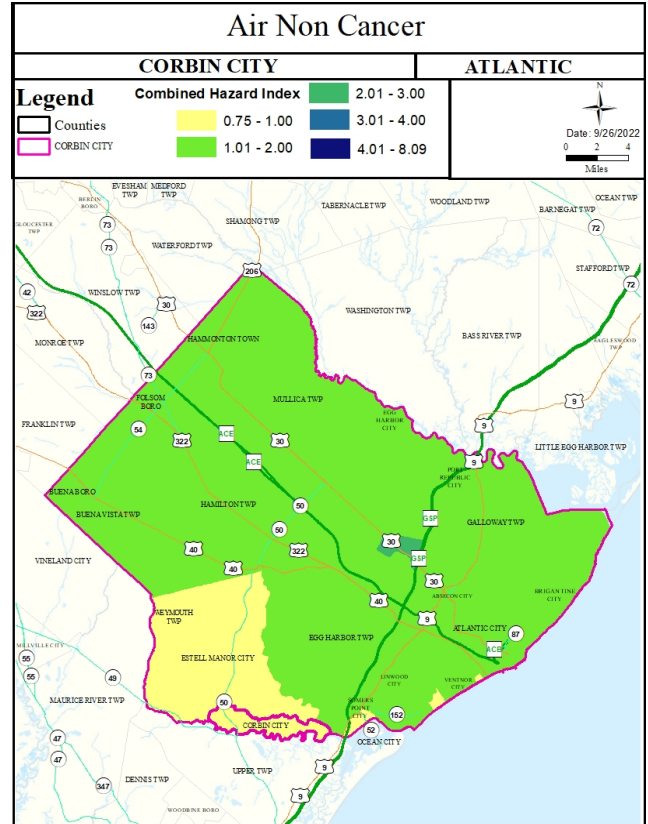 Air Non Cancer
CORBIN CITY
ATLANTIC
Legend
Counties
CORBIN CITY
Combined Hazard Index
0.75 - 1.00
1.01 - 2.00
2.01 - 3.00
3.01 - 4.00
4.01 - 8.09
N
Date: 9/26/2022
0 2 4
Miles
EVESHAM TWP
MEDFORD TWP
BERLIN BORO
TABERNACLE TWP
WOODLAND TWP
OCEAN TWP
BARNEGAT TWP
GLOUCESTER TWP
73
SHAMONG TWP
72
73
WATERFORD TWP
STAFFORD TWP
206
42
WINSLOW TWP
30
72
322
143
WASHINGTON TWP
MONROE TWP
HAMMONTON TOWN
BASS RIVER TWP
EAGLESWOOD TWP
73
FOLSOM BORO
MULLICA TWP
9
EGG HARBOR CITY
FRANKLIN TWP
54
322
ACE
30
9
LITTLE EGG HARBOR TWP
ACE
9
PORT REPUBLIC CITY
BUENA BORO
HAMILTON TWP
50
BUENA VISTA TWP
50
GSP
GALLOWAY TWP
40
322
30
GSP
VINELAND CITY
40
30
ABSECON CITY
BRIGANTINE CITY
WEYMOUTH TWP
40
9
ATLANTIC CITY
87
MILLVILLE CITY
EGG HARBOR TWP
ACE
55
ESTELL MANOR CITY
55
49
LINWOOD CITY
VENTNOR CITY
MAURICE RIVER TWP
50
SOMERS POINT CITY
152
CORBIN CITY
52
OCEAN CITY
47
47
UPPER TWP
9
DENNIS TWP
347
9
WOODBINE BORO